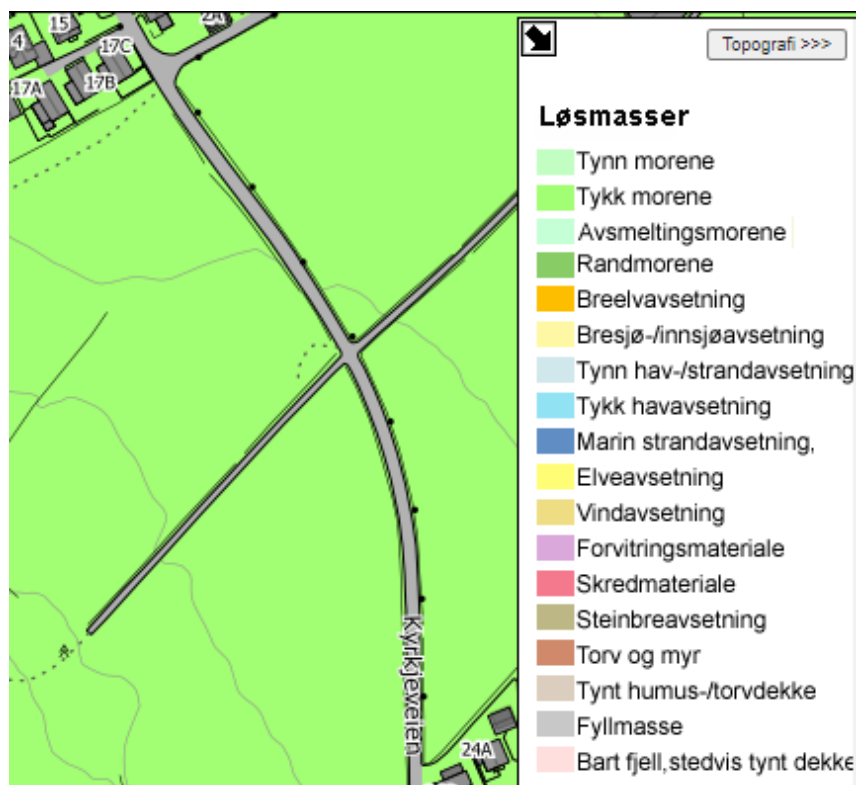 15
2A
4
17C
17A
17B
Kyrkjeveien
24A
Topografi >>>
Løsmasser
Tynn morene
Tykk morene
Avsmeltingsmorene
Randmorene
Breelvavsetning
Bresjø-/innsjøavsetning
Tynn hav-/strandavsetning
Tykk havavsetning
Marin strandavsetning,
Elveavsetning
Vindavsetning
Forvitringsmateriale
Skredmateriale
Steinbreavsetning
Torv og myr
Tynt humus-/torvdekke
Fyllmasse
Bart fjell,stedvis tynt dekke